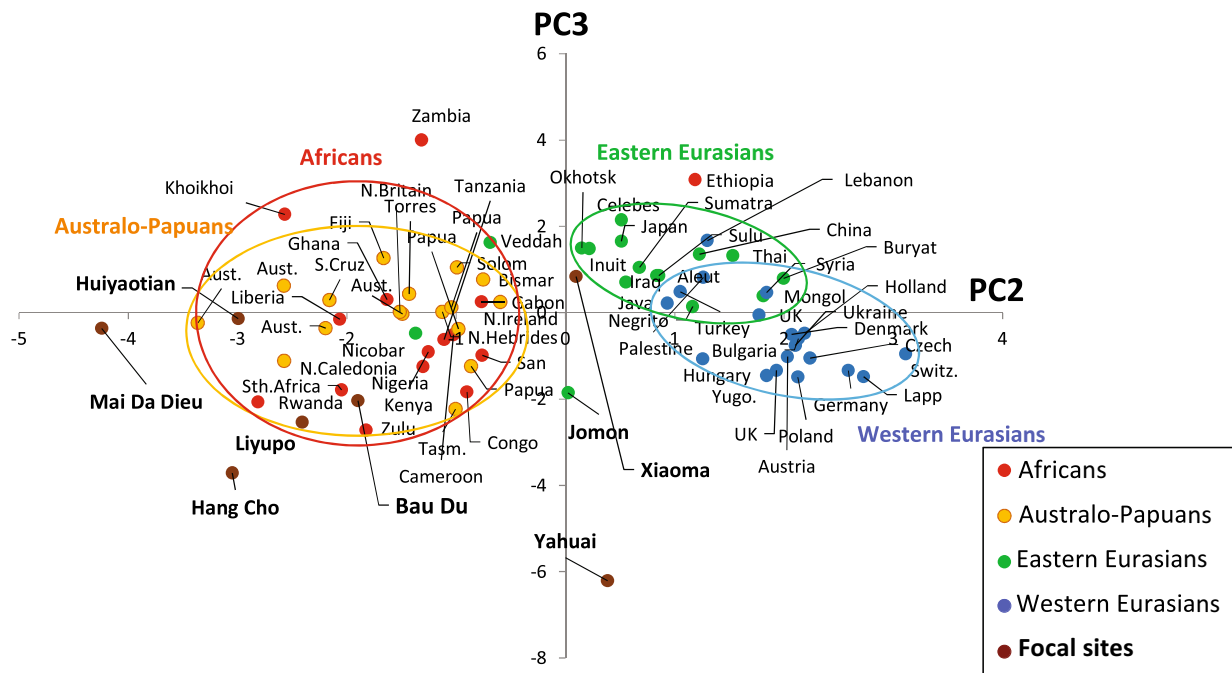 PC3
6
4
Zambia
Africans
Eastern Eurasians
Okhotsk
Ethiopia
Lebanon
Khoikhoi
N.Britain
Tanzania
Sumatra
Torres
Celebes
Australo-Papuans
Fiji
Papua
2
Japan
Sulu
China
Ghana
Papua
Veddah
Buryat
Aust.
Aust.
S.Cruz
Solom
Inuit
Thai
Syria
Huiyaotian
Aust.
Bismar
Iraq
Aleut
Holland
PC2
Liberia
Gabon
Java
Mongol
Ukraine
-5
-4
-3
-2
-1
0
1
2
3
4
Aust.
N.Ireland
Negrito
Turkey
UK
Denmark
N.Hebrides
Nicobar
Palestine
Bulgaria
Czech
N.Caledonia
San
Switz.
Sth.Africa
Nigeria
Papua
Hungary
Lapp
Mai Da Dieu
Rwanda
Kenya
-2
Yugo.
Germany
Liyupo
Zulu
Congo
Jomon
UK
Poland
Western Eurasians
Tasm.
Cameroon
Xiaoma
Austria
Hang Cho
Bau Du
-4
Yahuai
-6
-8
Africans
Australo-Papuans
Eastern Eurasians
Western Eurasians
Focal sites